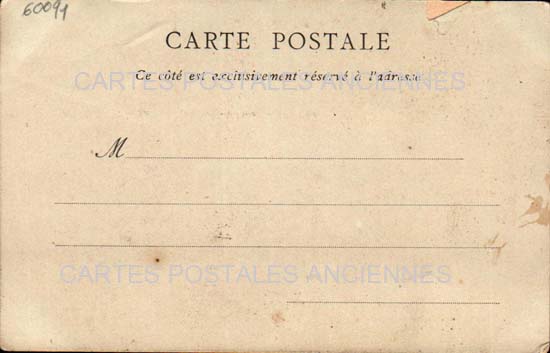 60091
CARTE POSTALE
Ce côté est exclusivement réservé à l'adresse
CARTES POSTALES ANCIENNES
M
CARTES POSTALES ANCIENNES